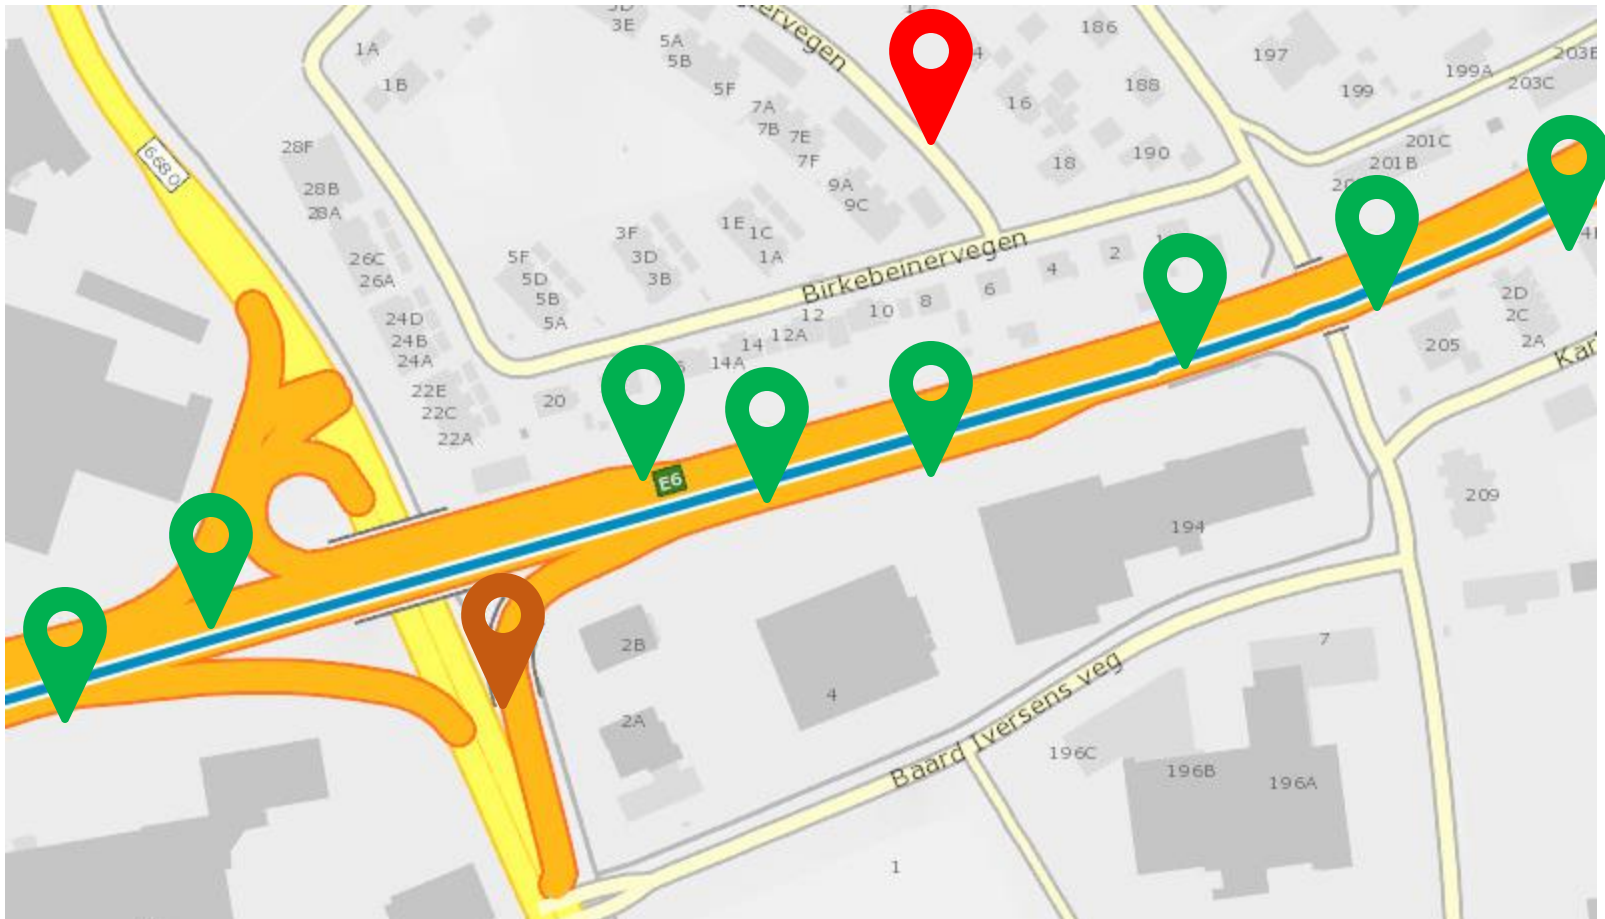 3E
186
5A
5B
197
1A
1B
5F
16
188
199
199A
203C
7A
7B
7E
7F
18
190
201C
201B
668 0
28F
28B
28A
9A
9C
1E
1C
1A
3F
3D
3B
5F
5D
5B
5A
26C
26A
Birkebeinervegen
4
2
6
8
10
12
12A
14
14A
24D
24B
24A
22E
22C
22A
20
2D
2C
2A
205
E6
209
194
2B
2A
4
7
Baard Iversens veg
196C
196B
196A
1